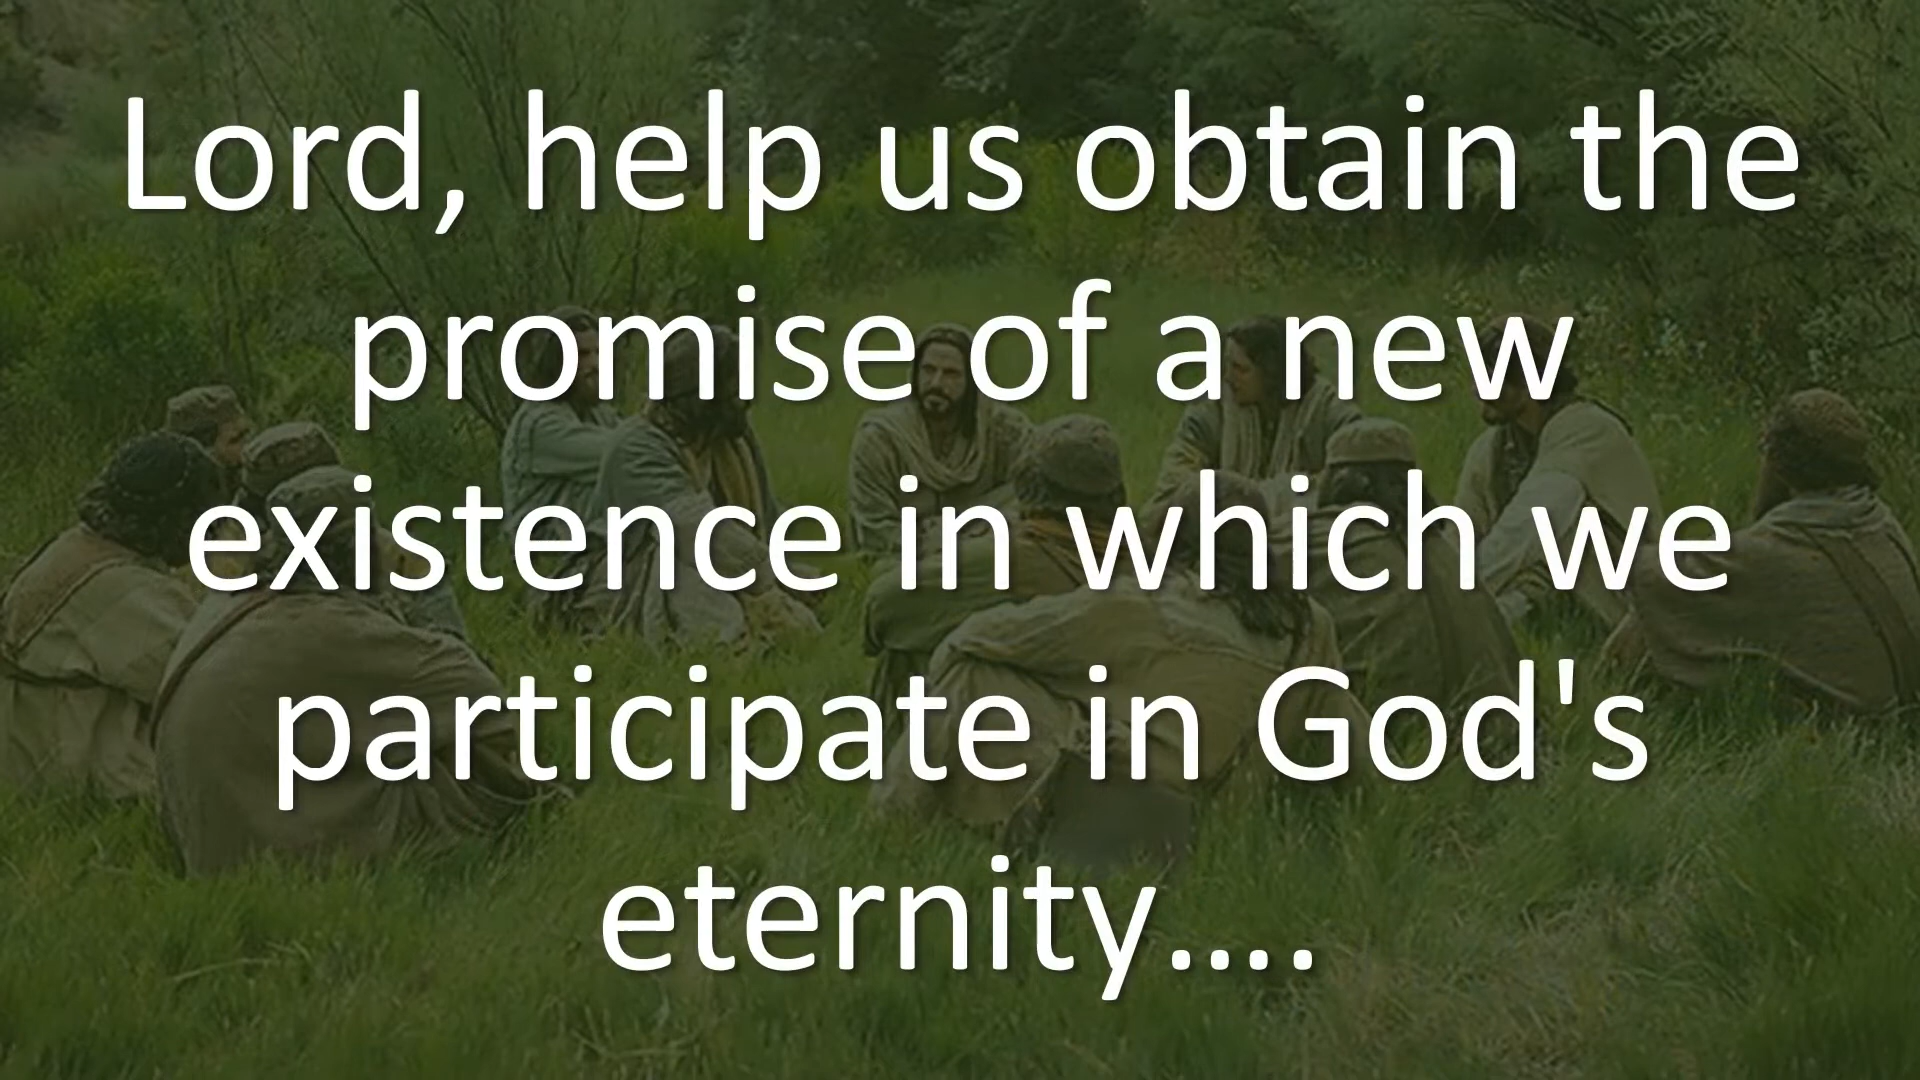 Lord, help us obtain the
promise of a new
existence in which we
participate in God's
eternity….